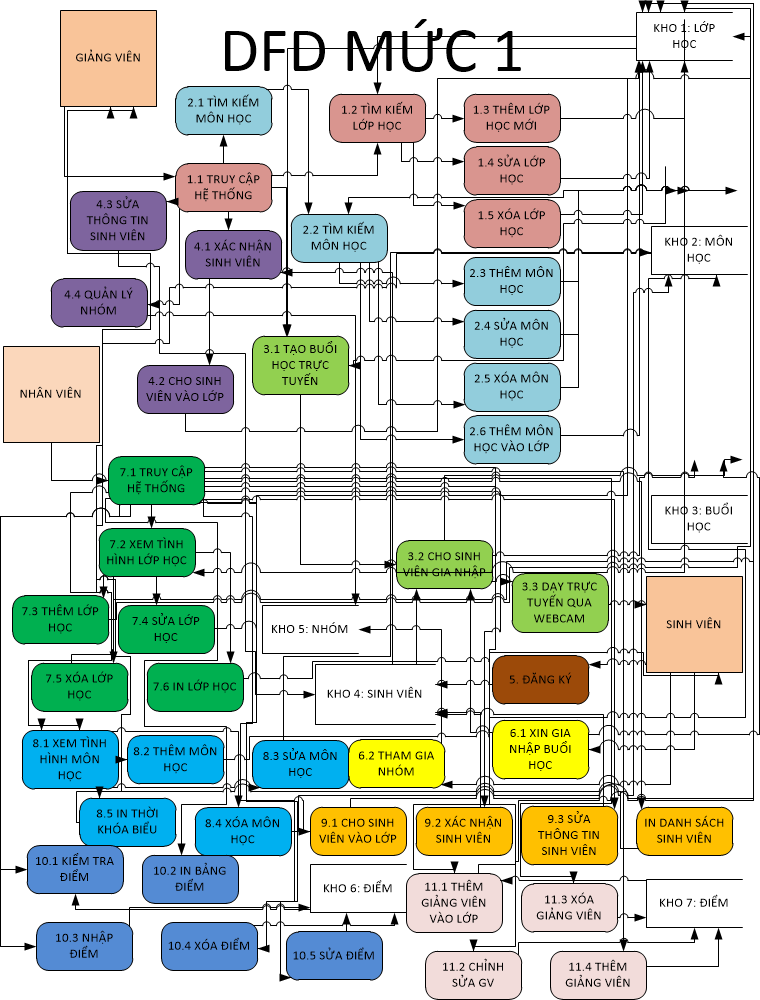 DFD MỨC 1
GIẢNG VIÊN
KHO 1: LỚP
HỌC
2.1 TÌM KIẾM
MÔN HỌC
1.2 TÌM KIẾM
LỚP HỌC
1.3 THÊM LỚP
HỌC MỚI
1.4 SỬA LỚP
HỌC
1.1 TRUY CẬP
HỆ THỐNG
4.3 SỬA
THÔNG TIN
SINH VIÊN
1.5 XÓA LỚP
HỌC
4.1 XÁC NHẬN
SINH VIÊN
2.2 TÌM KIẾM
MÔN HỌC
KHO 2: MÔN
HỌC
2.3 THÊM MÔN
HỌC
4.4 QUẢN LÝ
NHÓM
2.4 SỬA MÔN
HỌC
3.1 TẠO BUỔI
HỌC TRỰC
TUYẾN
NHÂN VIÊN
4.2 CHO SINH
VIÊN VÀO LỚP
2.5 XÓA MÔN
HỌC
2.6 THÊM MÔN
HỌC VÀO LỚP
7.1 TRUY CẬP
HỆ THỐNG
KHO 3: BUỔI
HỌC
7.2 XEM TÌNH
HÌNH LỚP HỌC
3.2 CHO SINH
VIÊN GIA NHẬP
3.3 DẠY TRỰC
TUYẾN QUA
WEBCAM
7.3 THÊM LỚP
HỌC
7.4 SỬA LỚP
HỌC
KHO 5: NHÓM
SINH VIÊN
7.5 XÓA LỚP
HỌC
7.6 IN LỚP HỌC
KHO 4: SINH VIÊN
5. ĐĂNG KÝ
8.1 XEM TÌNH
HÌNH MÔN
HỌC
8.2 THÊM MÔN
HỌC
8.3 SỬA MÔN
HỌC
6.2 THAM GIA
NHÓM
6.1 XIN GIA
NHẬP BUỔI
HỌC
8.5 IN THỜI
KHÓA BIỂU
8.4 XÓA MÔN
HỌC
9.1 CHO SINH
VIÊN VÀO LỚP
9.2 XÁC NHẬN
SINH VIÊN
9.3 SỬA
THÔNG TIN
SINH VIÊN
IN DANH SÁCH
SINH VIÊN
10.1 KIỂM TRA
ĐIỂM
10.2 IN BẢNG
ĐIỂM
KHO 6: ĐIỂM
11.1 THÊM
GIẢNG VIÊN
VÀO LỚP
11.3 XÓA
GIẢNG VIÊN
KHO 7: ĐIỂM
10.3 NHẬP
ĐIỂM
10.4 XÓA ĐIỂM
10.5 SỬA ĐIỂM
11.2 CHỈNH
SỬA GV
11.4 THÊM
GIẢNG VIÊN